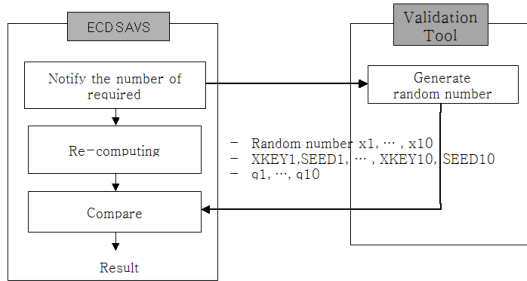 ECDSAVS
Validation
Tool
Notify the number of
required
Generate
random number
Re-computing
– Random number x1, ⋯ , x10
– XKEY1,SEED1, ⋯ , XKEY10, SEED10
– q1, ⋯, q10
Compare
Result